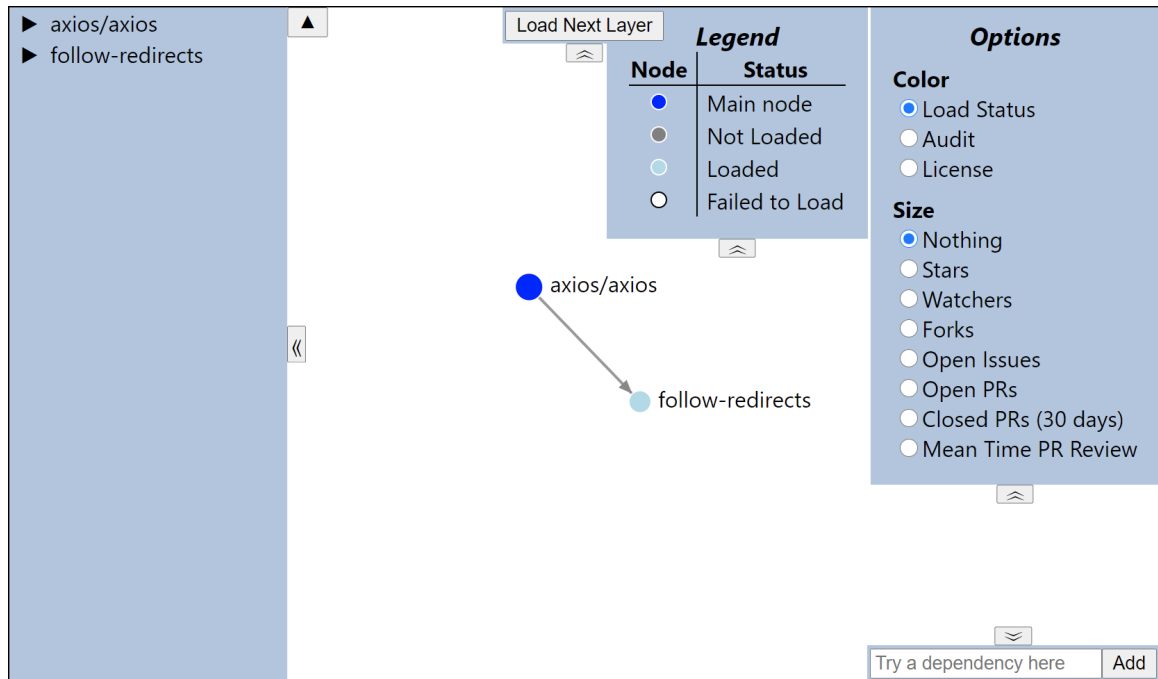 ▶ axios/axios
▶ follow-redirects
▲
Load Next Layer
Legend
Node Status
Main node
Not Loaded
Loaded
Failed to Load
Options
Color
Load Status
Audit
License
Size
Nothing
Stars
Watchers
Forks
Open Issues
Open PRs
Closed PRs (30 days)
Mean Time PR Review
axios/axios
follow-redirects
Try a dependency here Add